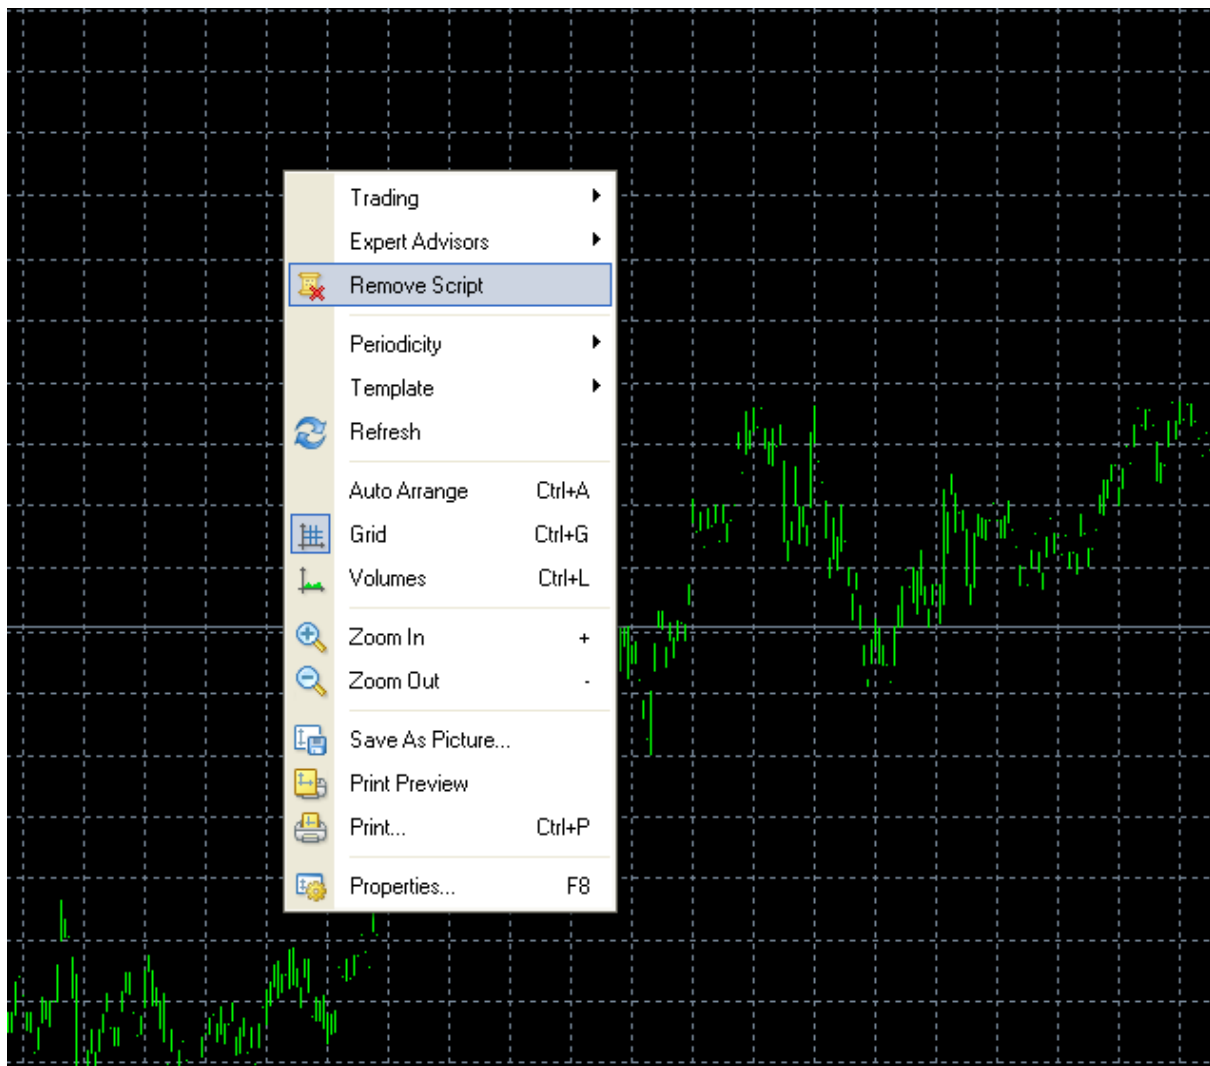 Trading
Expert Advisors
Remove Script
Periodicity
Template
Refresh
Auto Arrange Ctrl+A
Grid Ctrl+G
Volumes Ctrl+L
Zoom In +
Zoom Out -
Save As Picture...
Print Preview
Print... Ctrl+P
Properties... F8